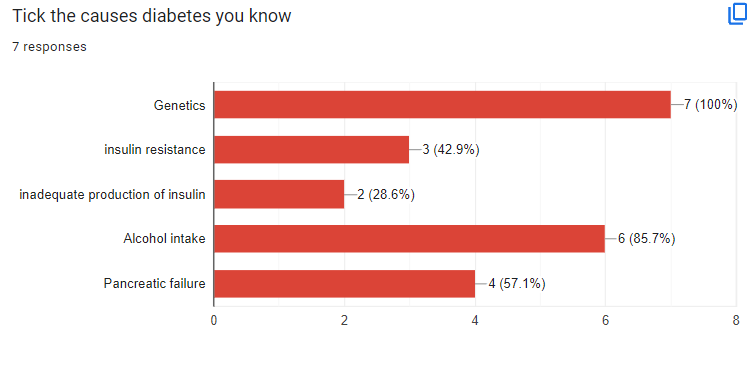 Tick the causes diabetes you know
7 responses
Genetics 7 (100%)
insulin resistance 3 (42.9%)
inadequate production of insulin 2 (28.6%)
Alcohol intake 6 (85.7%)
Pancreatic failure 4 (57.1%)
0 2 4 6 8